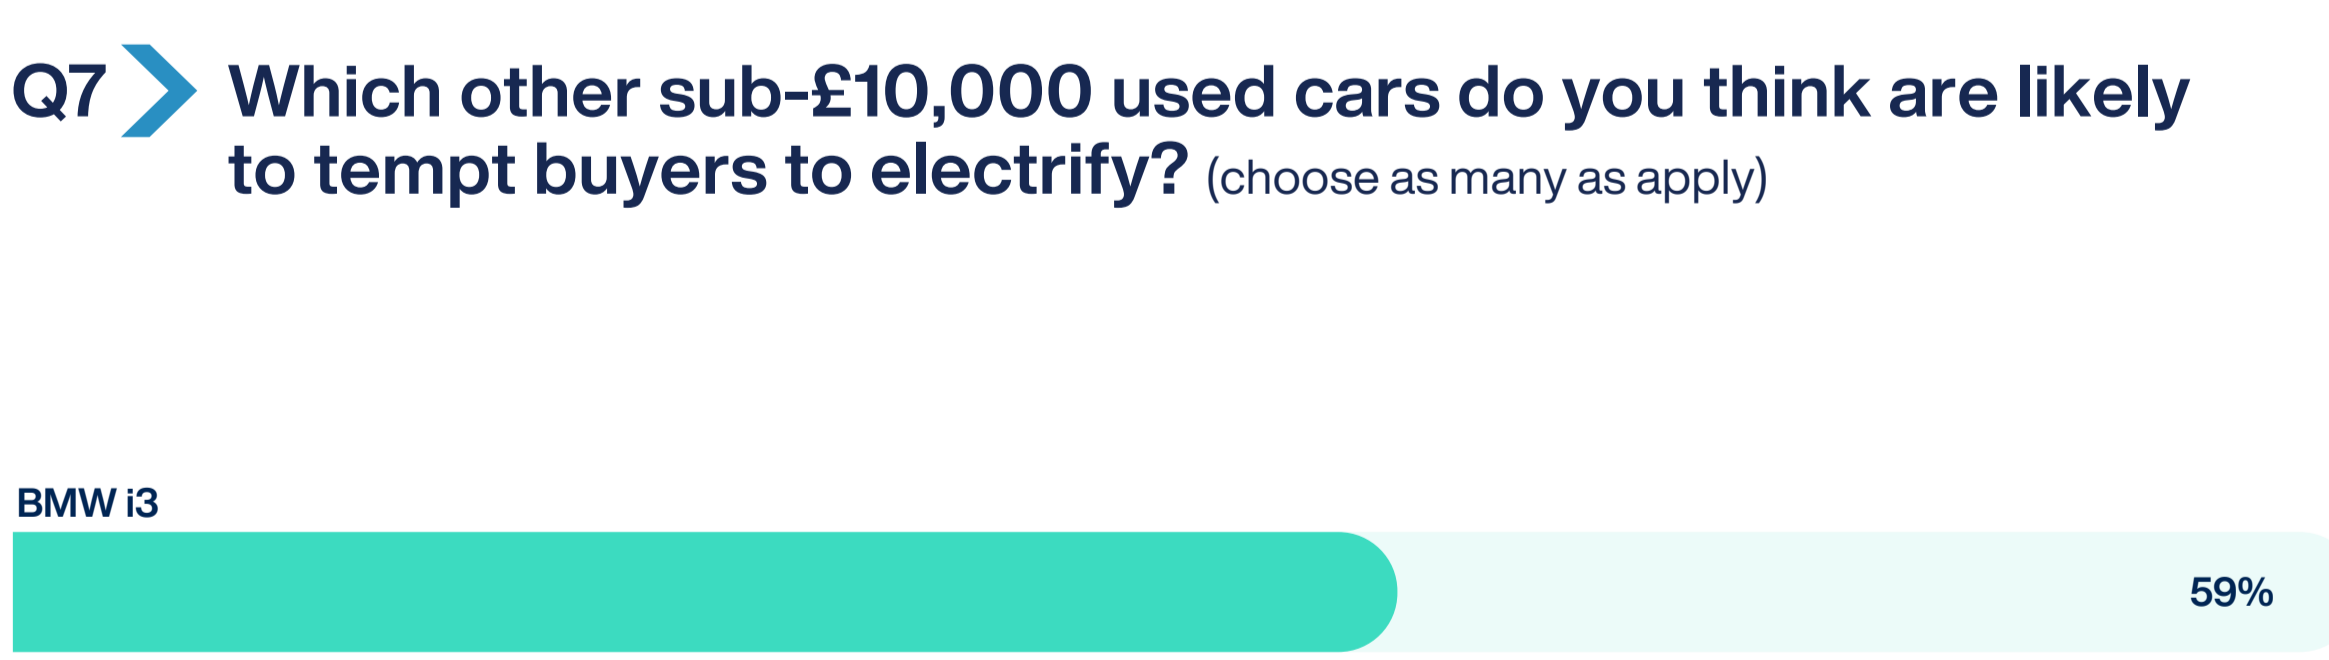 Q7 Which other sub-£10,000 used cars do you think are likely
to tempt buyers to electrify? (choose as many as apply)
BMW i3
59%